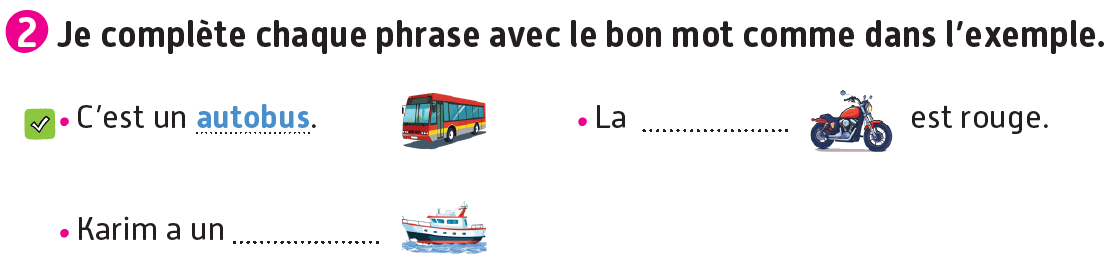 2 Je complète chaque phrase avec le bon mot comme dans l'exemple.
• C'est un autobus.
• La ................ est rouge.
• Karim a un ................